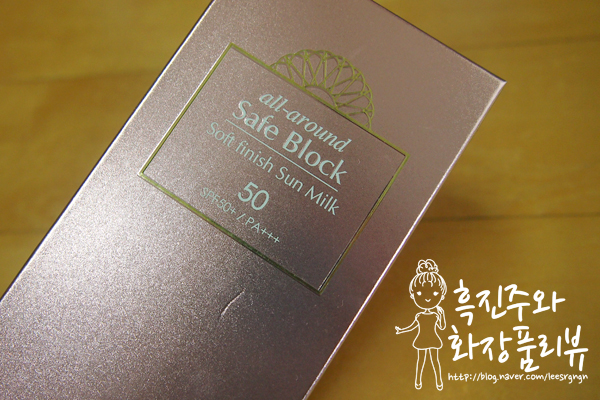 all-around
Safe Block
Soft finish Sun Milk
50
SPF50+ / PA+++
흑진주와
화장품리뷰
http://blog.naver.com/leesrgngn